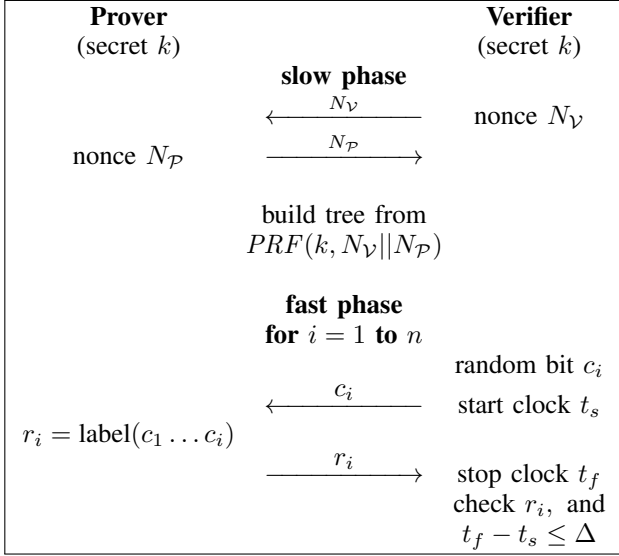 Prover Verifier
(secret k) (secret k)
slow phase
N_𝒱
nonce N_𝒱
N_𝒫
nonce N_𝒫
build tree from
PRF(k, N_𝒱||N_𝒫)
fast phase
for i = 1 to n
random bit c_i
c_i
start clock t_s
r_i = label(c_1 … c_i)
r_i
stop clock t_f
check r_i, and
t_f − t_s ≤ Δ